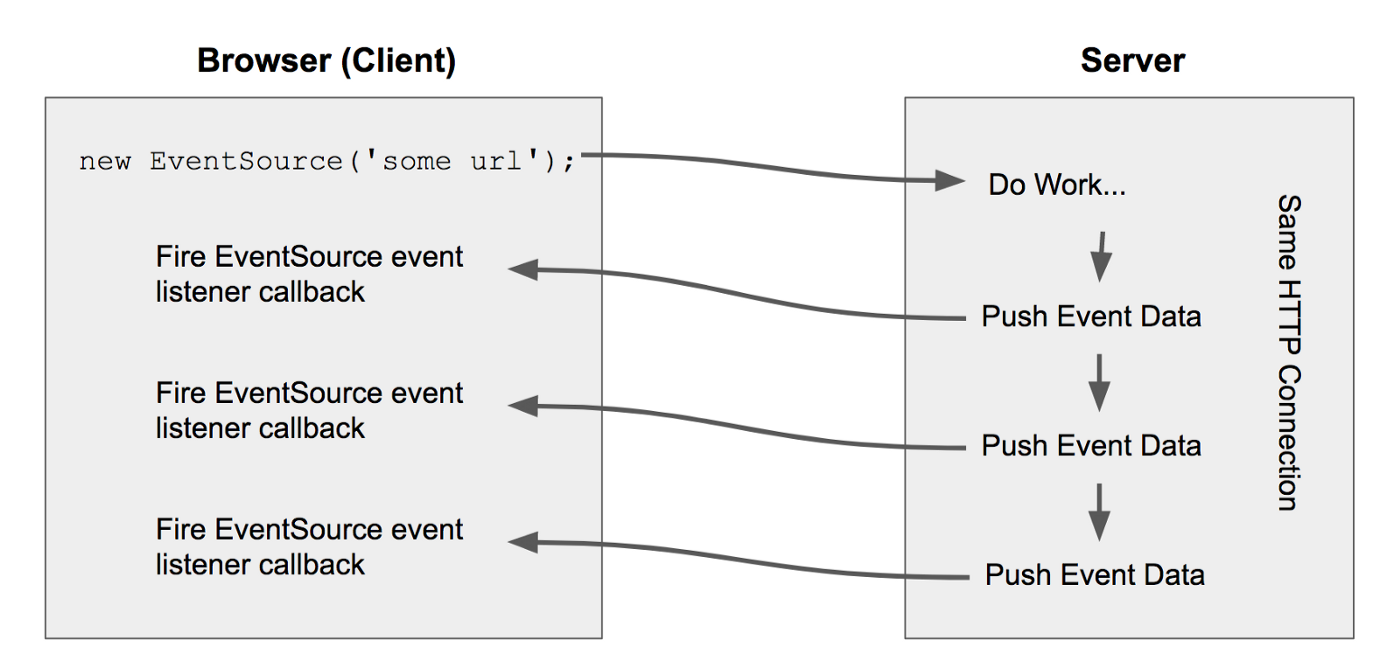 Browser (Client)
Server
new EventSource('some url');
Do Work...
Fire EventSource event
listener callback
Push Event Data
Fire EventSource event
listener callback
Push Event Data
Fire EventSource event
listener callback
Push Event Data
Same HTTP Connection